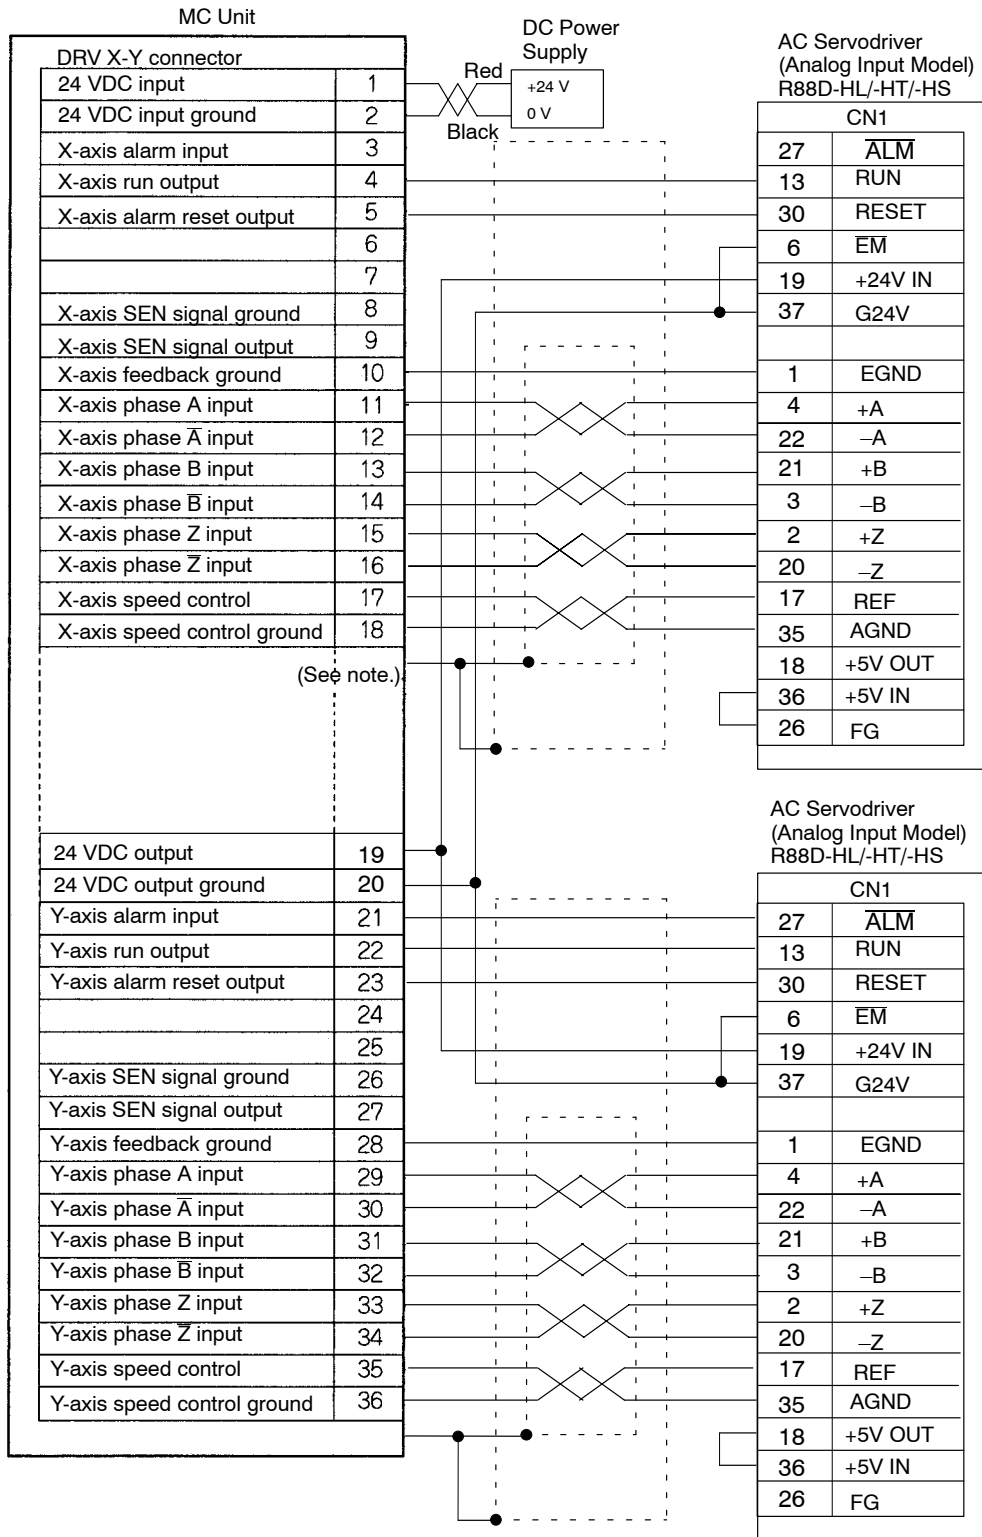 MC Unit
DRV X-Y connector
24 VDC input 1
24 VDC input ground 2
X-axis alarm input 3
X-axis run output 4
X-axis alarm reset output 5
6
7
X-axis SEN signal ground 8
X-axis SEN signal output 9
X-axis feedback ground 10
X-axis phase A input 11
X-axis phase A̅ input 12
X-axis phase B input 13
X-axis phase B̅ input 14
X-axis phase Z input 15
X-axis phase Z̅ input 16
X-axis speed control 17
X-axis speed control ground 18
(See note.)
24 VDC output 19
24 VDC output ground 20
Y-axis alarm input 21
Y-axis run output 22
Y-axis alarm reset output 23
24
25
Y-axis SEN signal ground 26
Y-axis SEN signal output 27
Y-axis feedback ground 28
Y-axis phase A input 29
Y-axis phase A̅ input 30
Y-axis phase B input 31
Y-axis phase B̅ input 32
Y-axis phase Z input 33
Y-axis phase Z̅ input 34
Y-axis speed control 35
Y-axis speed control ground 36
DC Power
Supply
Red
+24 V
0 V
Black
AC Servodriver
(Analog Input Model)
R88D-HL/-HT/-HS
CN1
27 A̅L̅M̅
13 RUN
30 RESET
6 E̅M̅
19 +24V IN
37 G24V
1 EGND
4 +A
22 –A
21 +B
3 –B
2 +Z
20 –Z
17 REF
35 AGND
18 +5V OUT
36 +5V IN
26 FG
AC Servodriver
(Analog Input Model)
R88D-HL/-HT/-HS
CN1
27 A̅L̅M̅
13 RUN
30 RESET
6 E̅M̅
19 +24V IN
37 G24V
1 EGND
4 +A
22 –A
21 +B
3 –B
2 +Z
20 –Z
17 REF
35 AGND
18 +5V OUT
36 +5V IN
26 FG